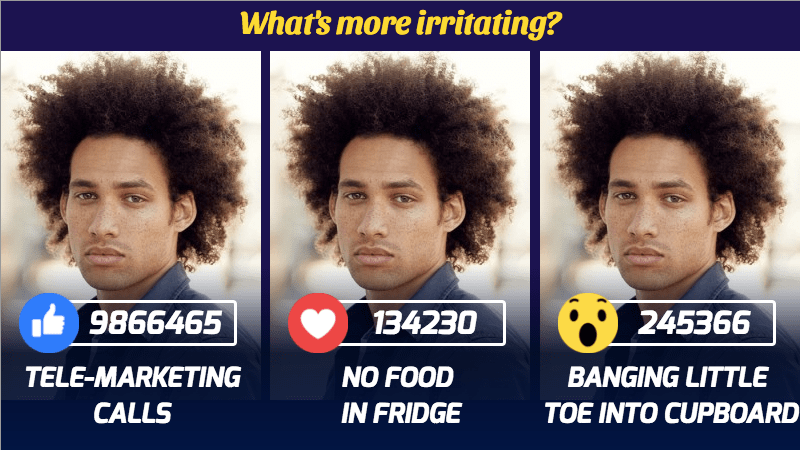 What's more irritating?
9866465
134230
245366
TELE-MARKETING
CALLS
NO FOOD
IN FRIDGE
BANGING LITTLE
TOE INTO CUPBOARD